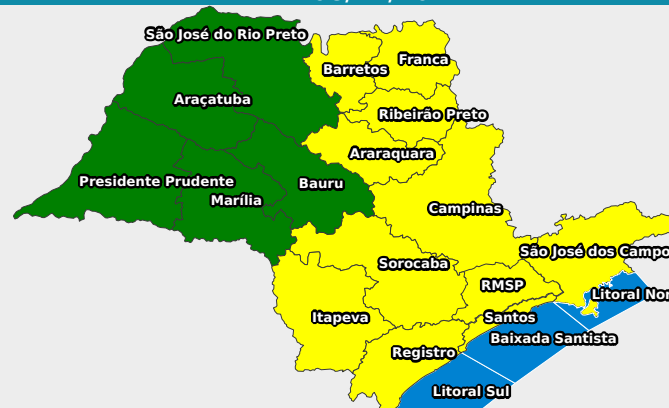 São José do Rio Preto
Franca
Barretos
Araçatuba
Ribeirão Preto
Araraquara
Presidente Prudente
Bauru
Marília
Campinas
São José dos Campo
Sorocaba
RMSP
Litoral Nor
Itapeva
Santos
Baixada Santista
Registro
Litoral Sul